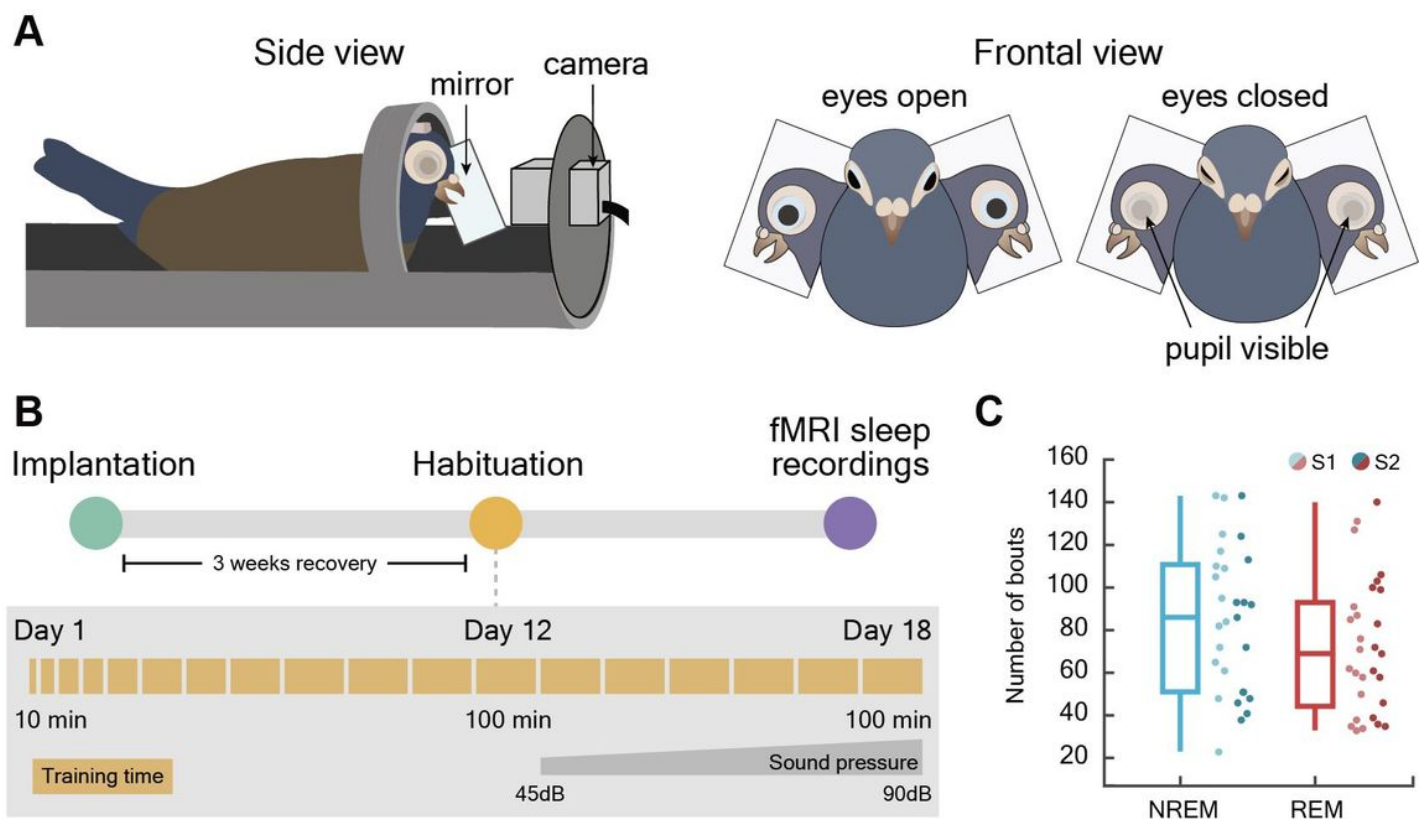 A
Side view
mirror
camera
Frontal view
eyes open
eyes closed
pupil visible
B
Implantation
Habituation
fMRI sleep
recordings
3 weeks recovery
Day 1
Day 12
Day 18
10 min
100 min
100 min
Training time
Sound pressure
45dB
90dB
C
S1
S2
Number of bouts
160
140
120
100
80
60
40
20
NREM
REM